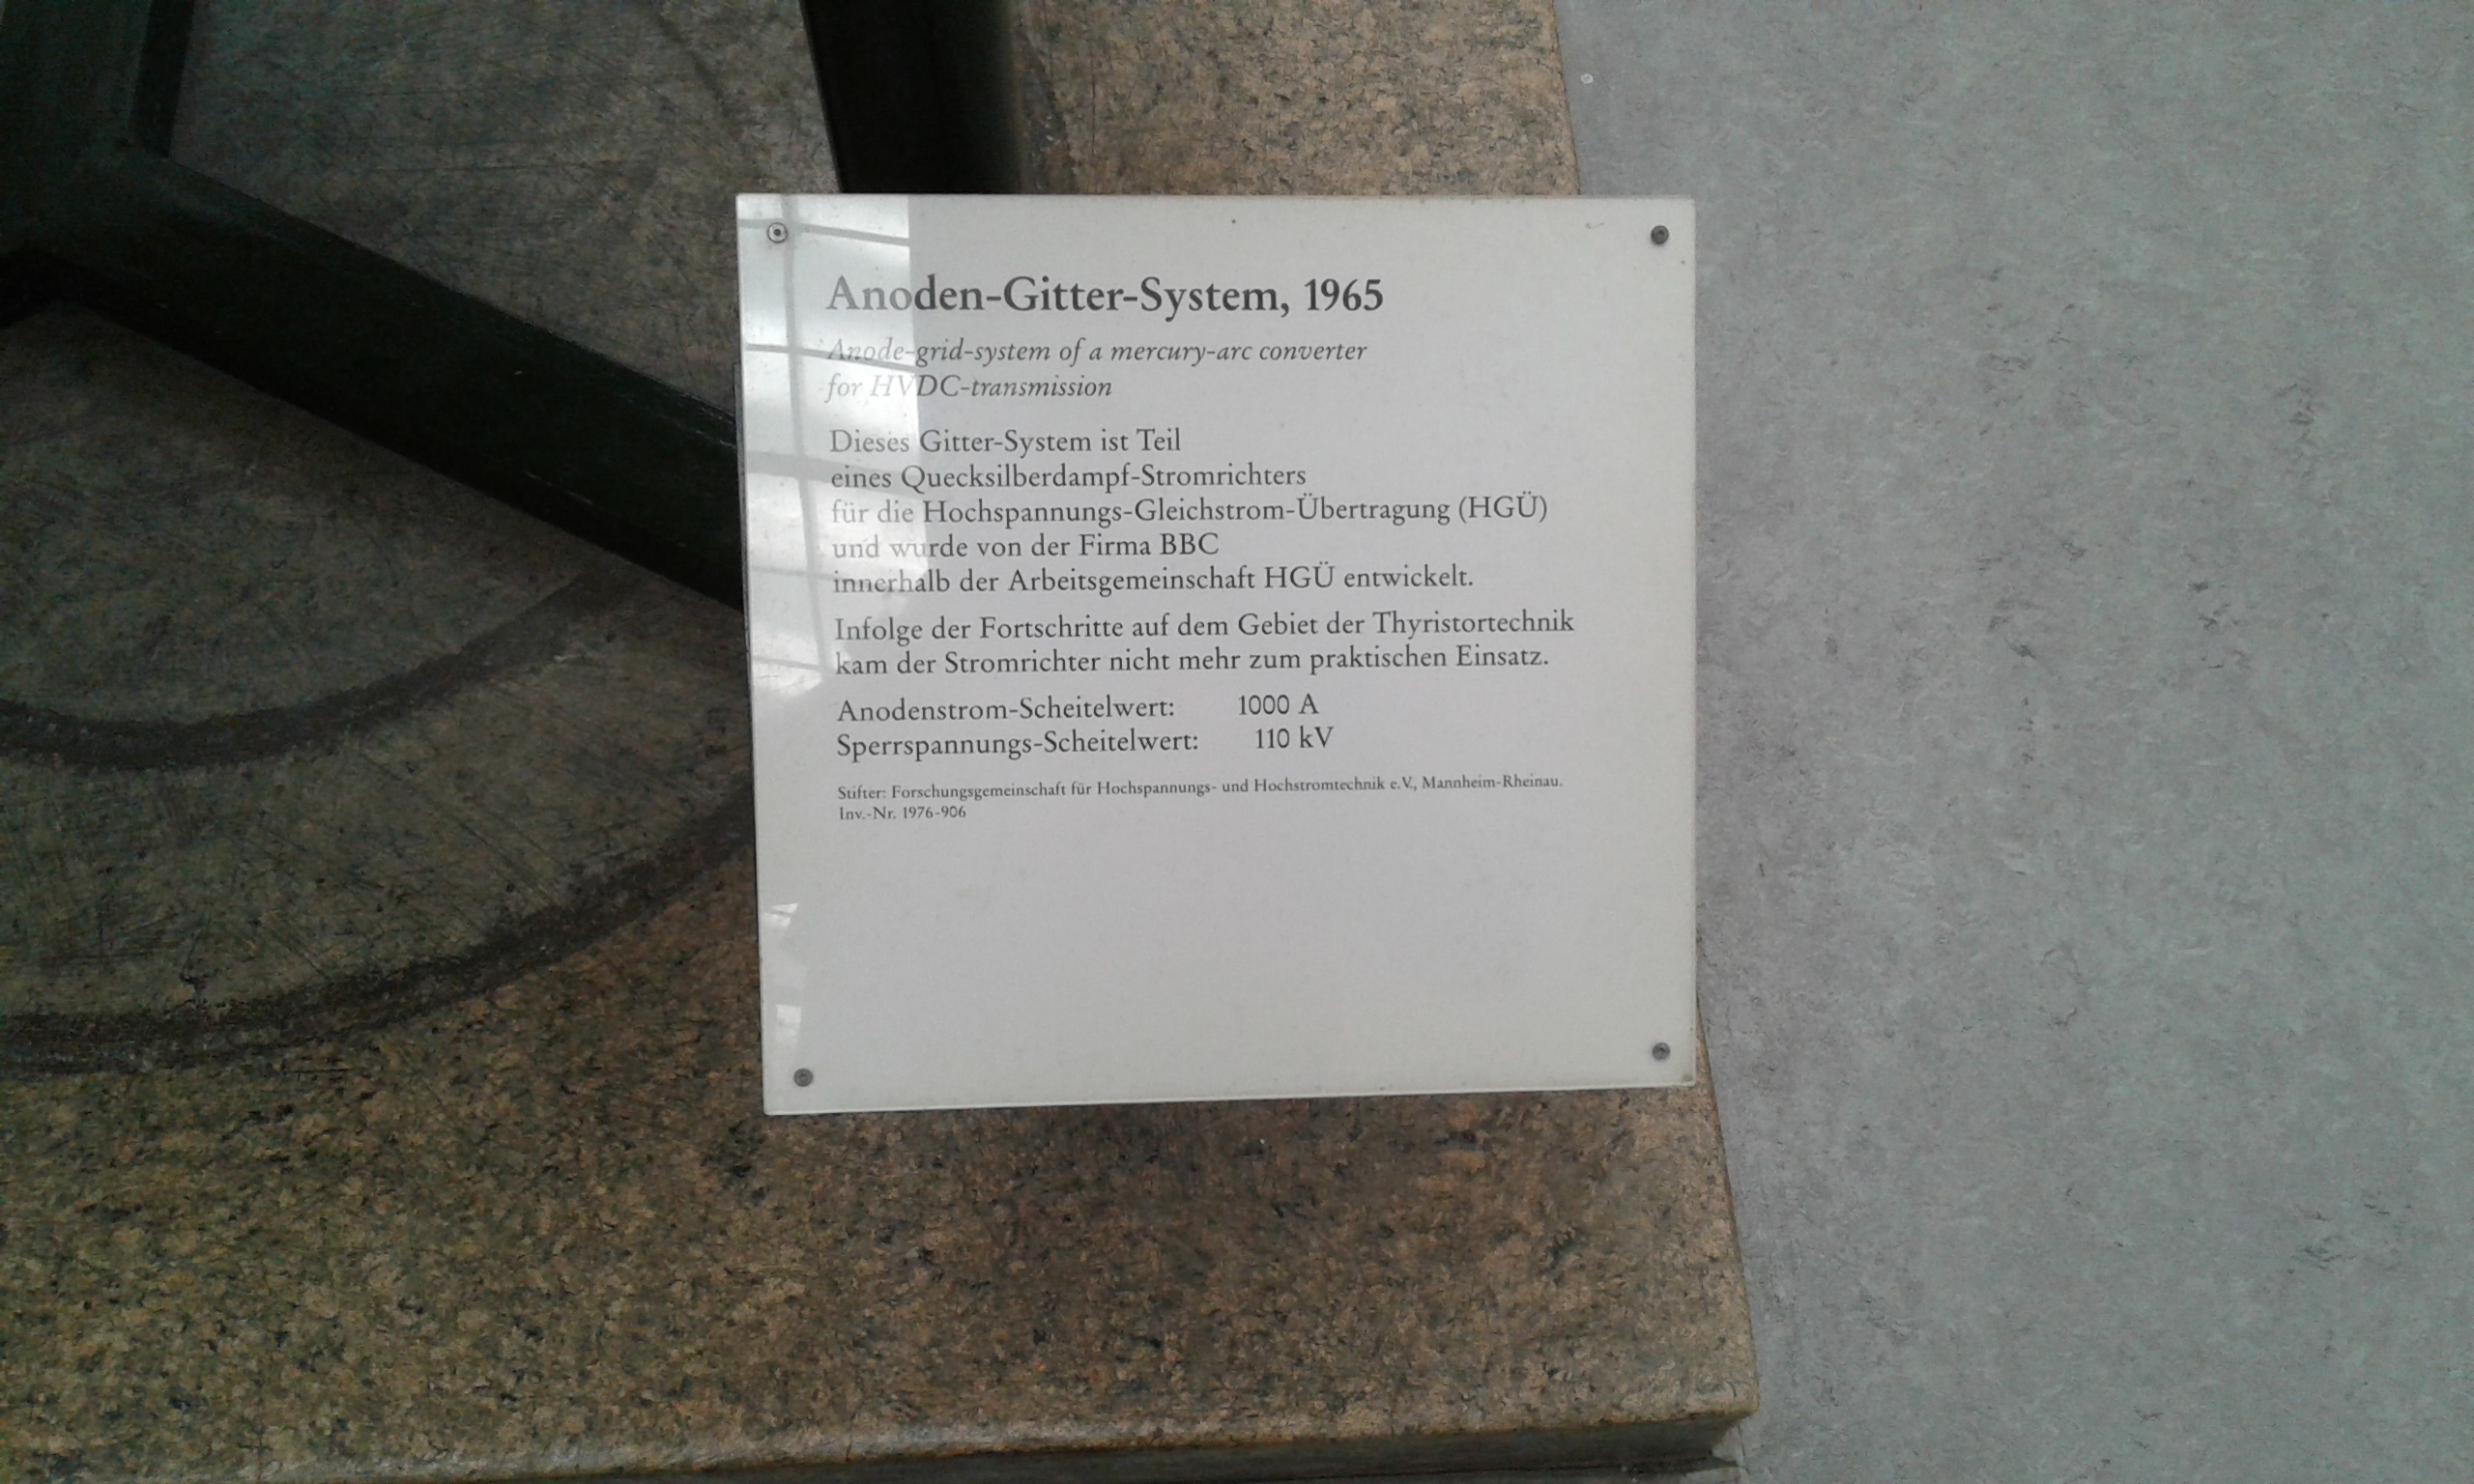 Anoden-Gitter-System, 1965
Anode-grid-system of a mercury-arc converter
for HVDC-transmission
Dieses Gitter-System ist Teil
eines Quecksilberdampf-Stromrichters
für die Hochspannungs-Gleichstrom-Übertragung (HGÜ)
und wurde von der Firma BBC
innerhalb der Arbeitsgemeinschaft HGÜ entwickelt.
Infolge der Fortschritte auf dem Gebiet der Thyristortechnik
kam der Stromrichter nicht mehr zum praktischen Einsatz.
Anodenstrom-Scheitelwert: 1000 A
Sperrspannungs-Scheitelwert: 110 kV
Stifter: Forschungsgemeinschaft für Hochspannungs- und Hochstromtechnik e.V., Mannheim-Rheinau.
Inv.-Nr. 1976-906